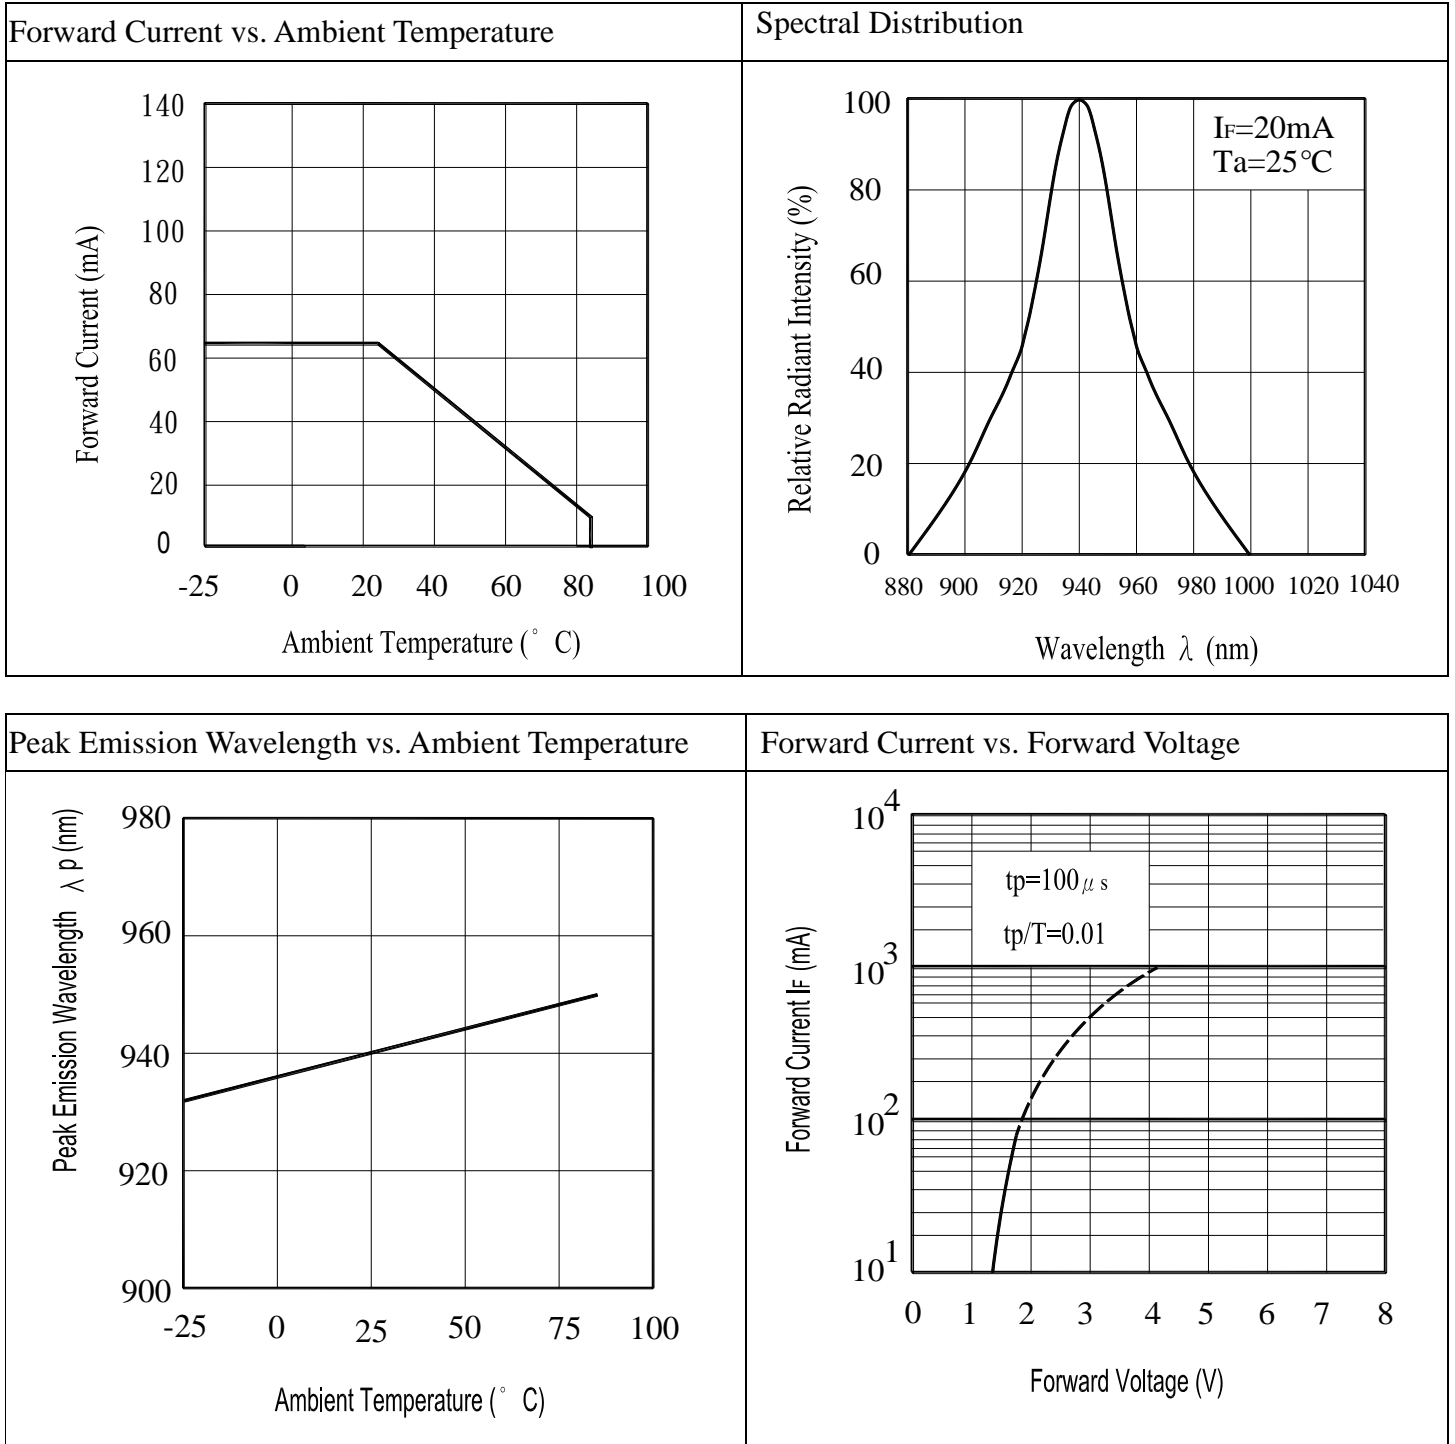 Forward Current vs. Ambient Temperature
140
120
100
80
60
40
20
0
-25 0 20 40 60 80 100
Forward Current (mA)
Ambient Temperature (° C)
Spectral Distribution
IF=20mA
Ta=25°C
100
80
60
40
20
0
880 900 920 940 960 980 1000 1020 1040
Relative Radiant Intensity (%)
Wavelength λ (nm)
Peak Emission Wavelength vs. Ambient Temperature
980
960
940
920
900
-25 0 25 50 75 100
Peak Emission Wavelength λ p (nm)
Ambient Temperature (° C)
Forward Current vs. Forward Voltage
tp=100μ s
tp/T=0.01
10⁴
10³
10²
10¹
0 1 2 3 4 5 6 7 8
Forward Current IF (mA)
Forward Voltage (V)